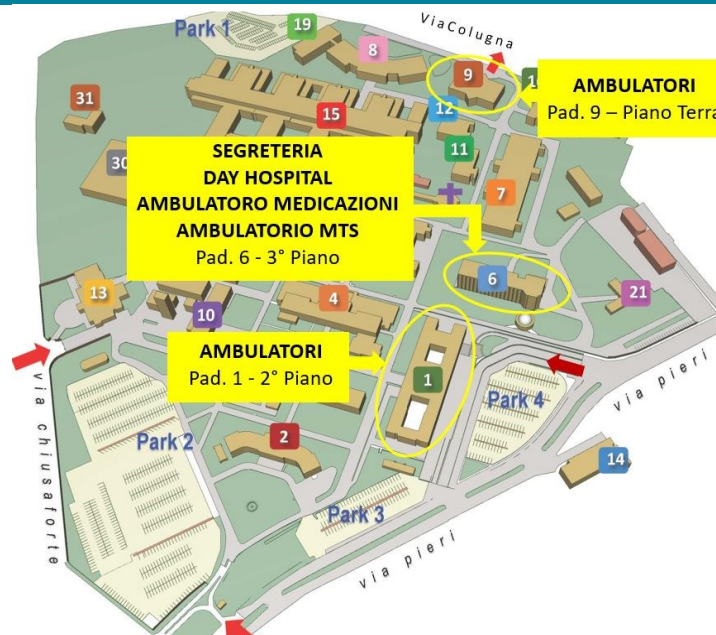 19
Park 1
ViaColugna
8
9
31
15
12
AMBULATORI
Pad. 9 – Piano Terra
11
30
SEGRETERIA
DAY HOSPITAL
AMBULATORO MEDICAZIONI
AMBULATORIO MTS
Pad. 6 - 3° Piano
7
6
13
4
21
10
AMBULATORI
Pad. 1 - 2° Piano
1
via pieri
Park 4
via chiusaforte
Park 2
2
14
Park 3
via pieri